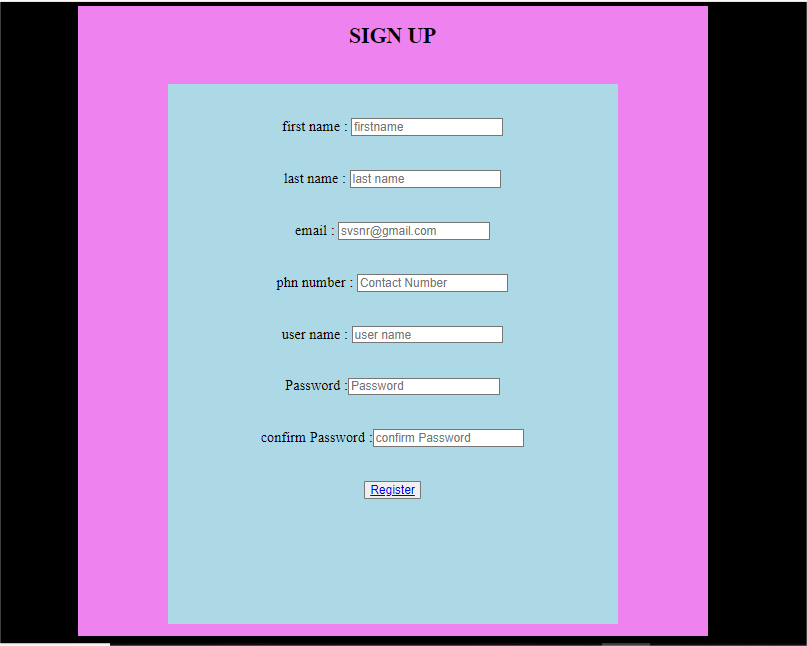 SIGN UP
first name : firstname
last name : last name
email : svsnr@gmail.com
phn number : Contact Number
user name : user name
Password :Password
confirm Password :confirm Password
Register